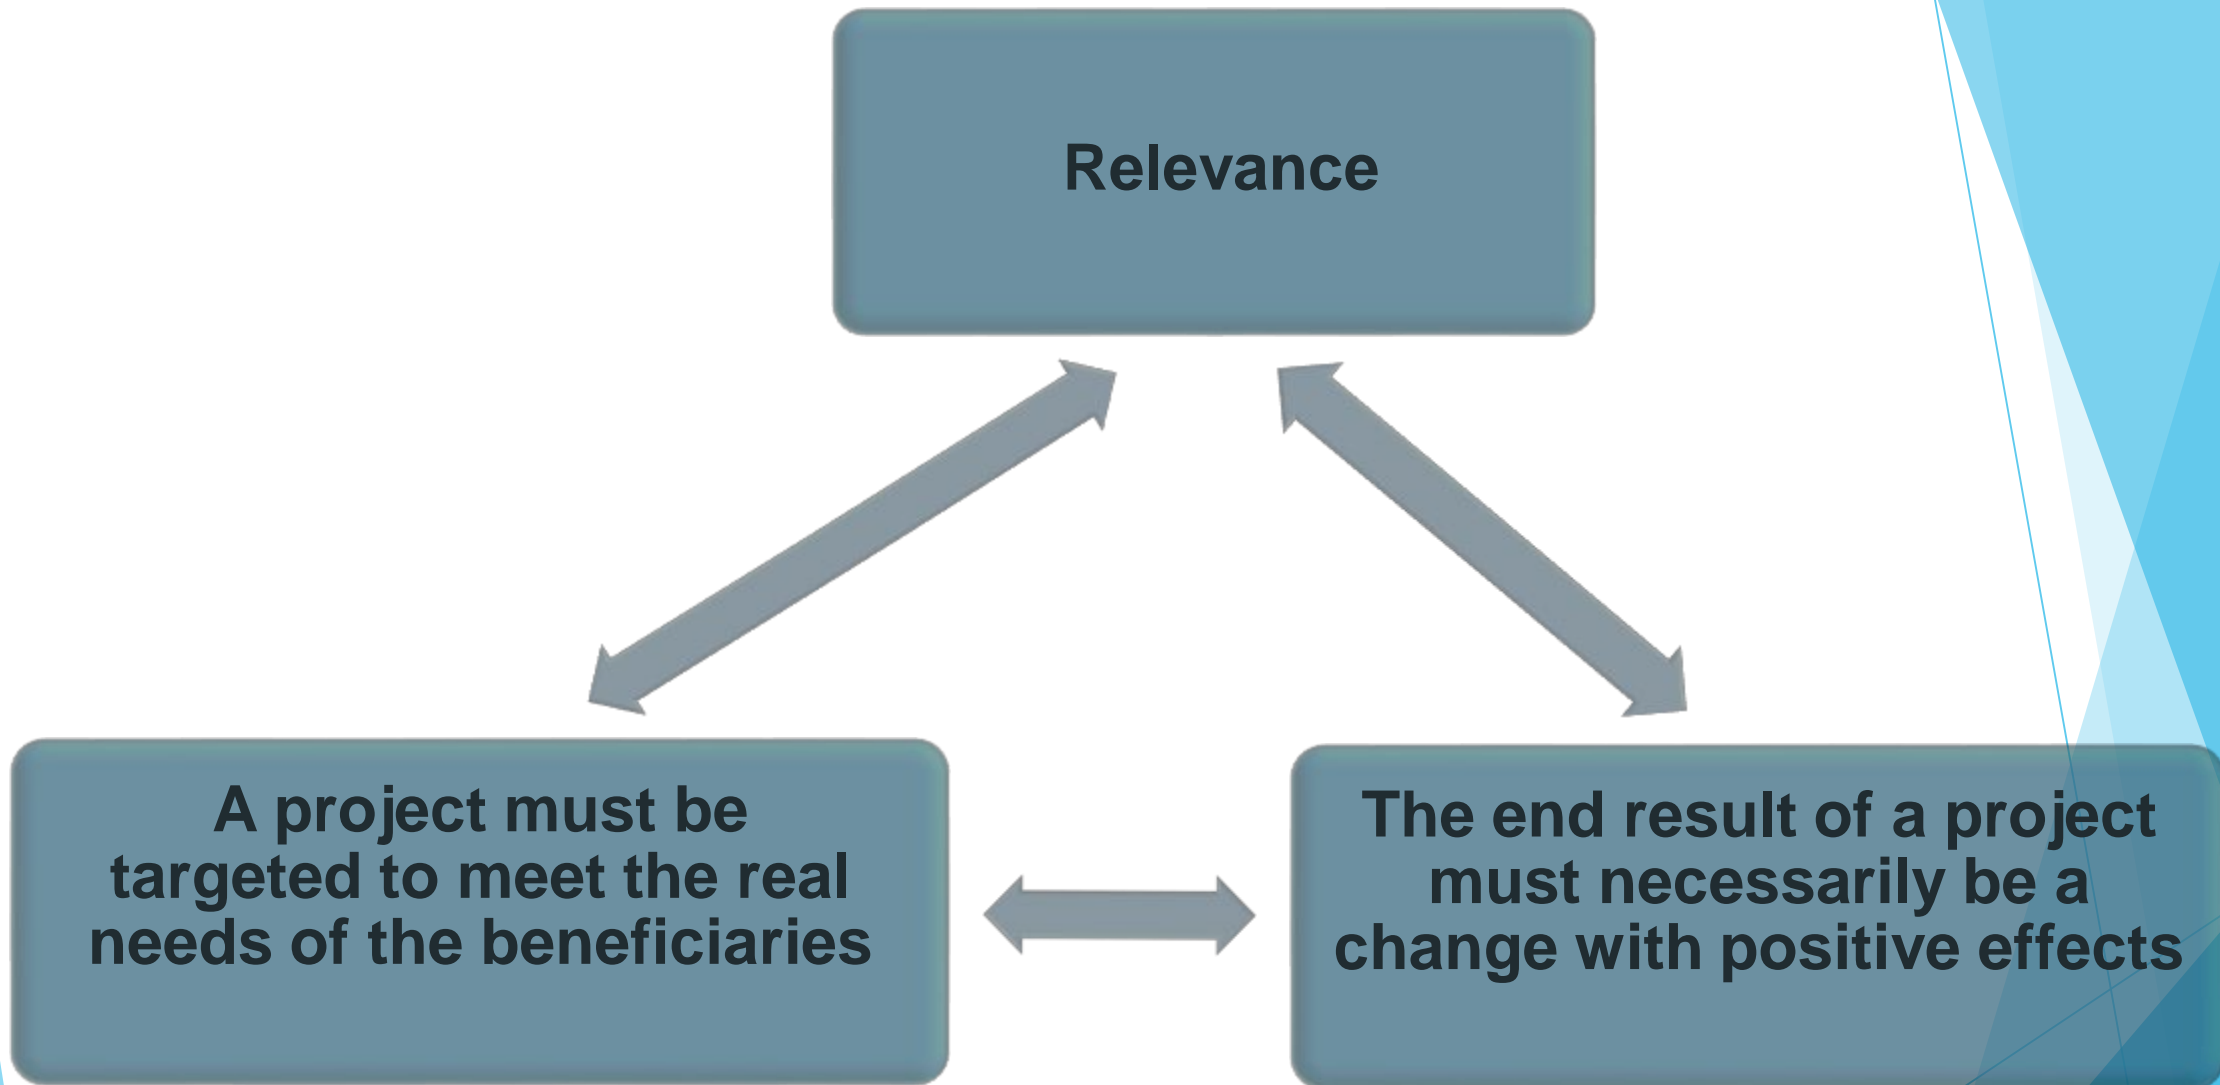 Relevance
A project must be
targeted to meet the real
needs of the beneficiaries
The end result of a project
must necessarily be a
change with positive effects